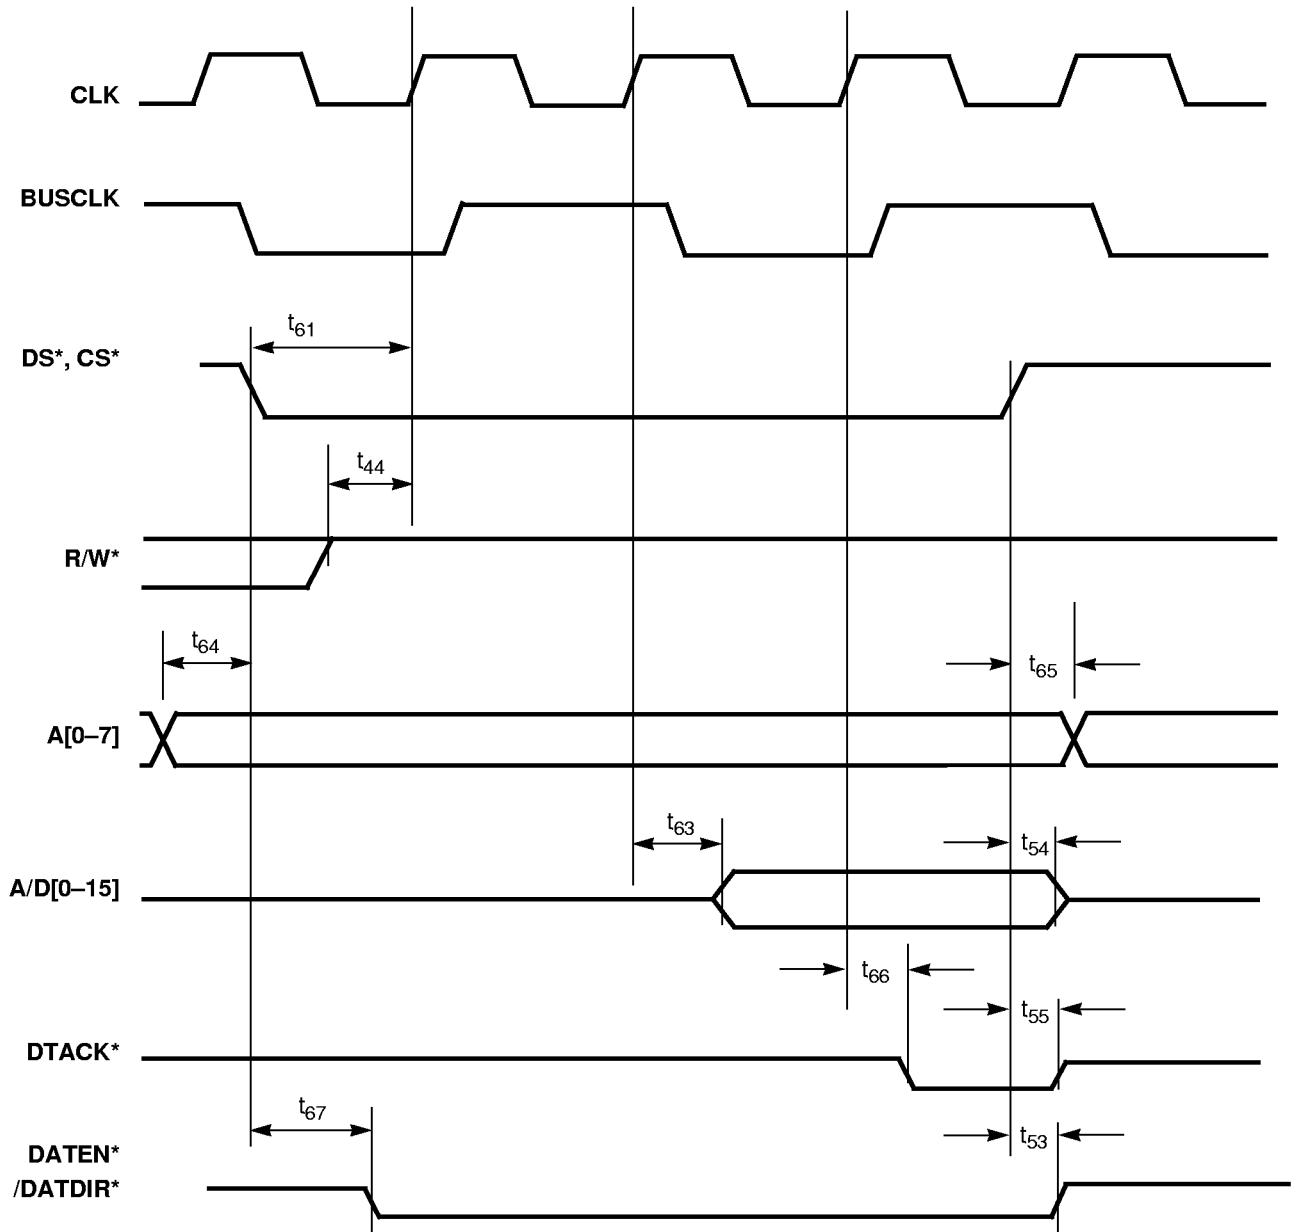 CLK
BUSCLK
t61
DS*, CS*
t44
R/W*
t64
t65
A[0–7]
t63
t54
A/D[0–15]
t66
t55
DTACK*
t67
t53
DATEN*
/DATDIR*